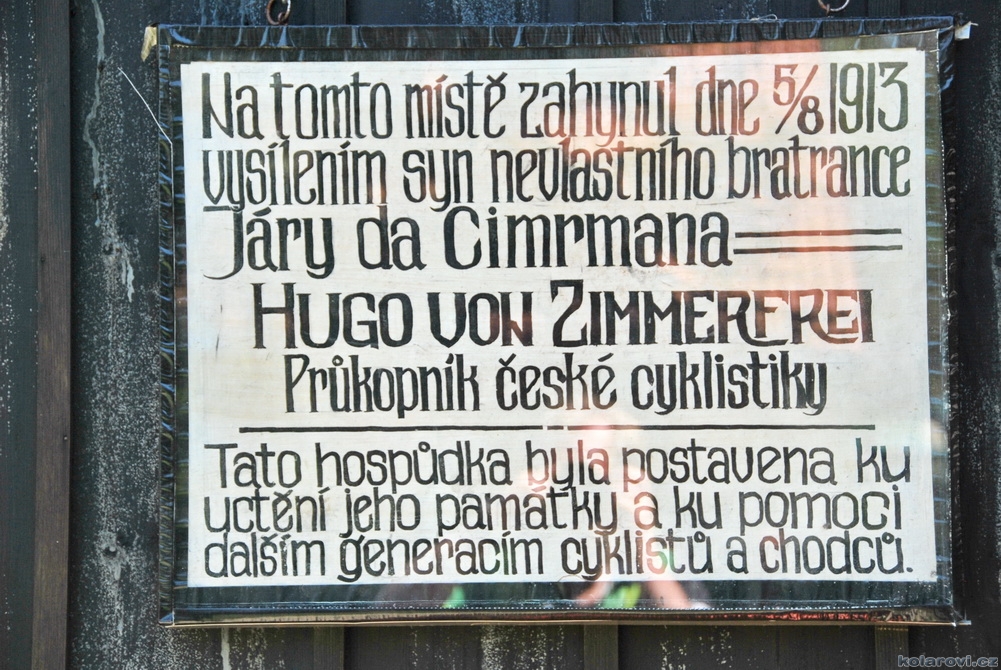 Na tomto místě zahynul dne 5/8 1913
vysílením syn nevlastního bratrance
Járy da Cimrmana
HUGO VON ZIMMERFREI
Průkopník české cyklistiky
Tato hospůdka byla postavena ku
uctění jeho památky a ku pomoci
dalším generacím cyklistů a chodců.
kolarovi.cz